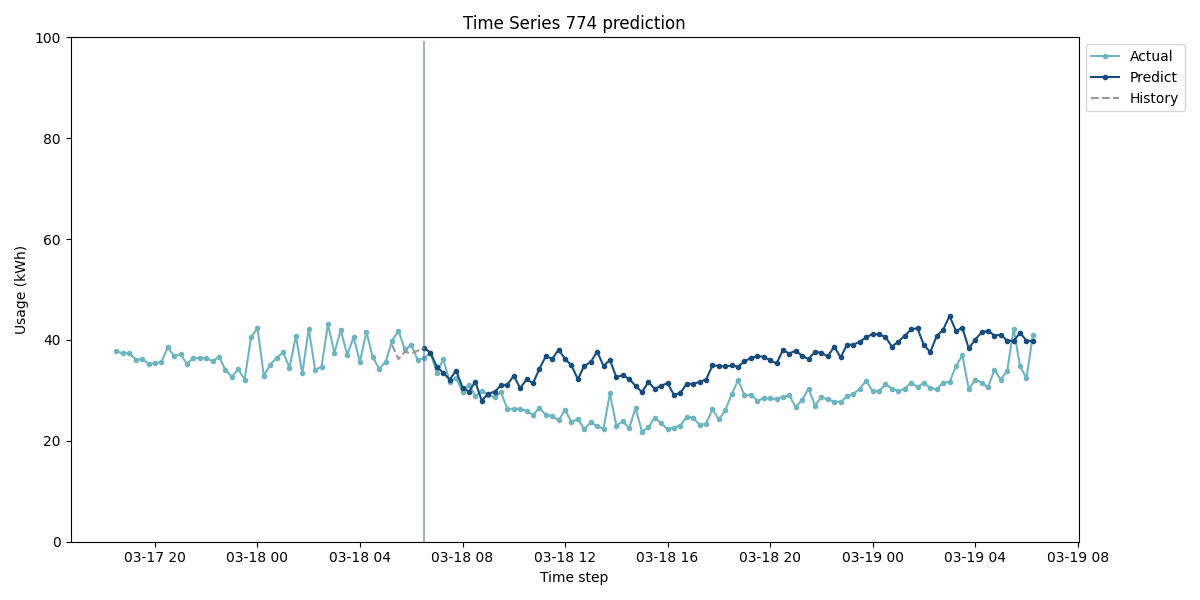 Time Series 774 prediction
100
80
60
40
20
0
Usage (kWh)
03-17 20 03-18 00 03-18 04 03-18 08 03-18 12 03-18 16 03-18 20 03-19 00 03-19 04 03-19 08
Time step
Actual
Predict
History